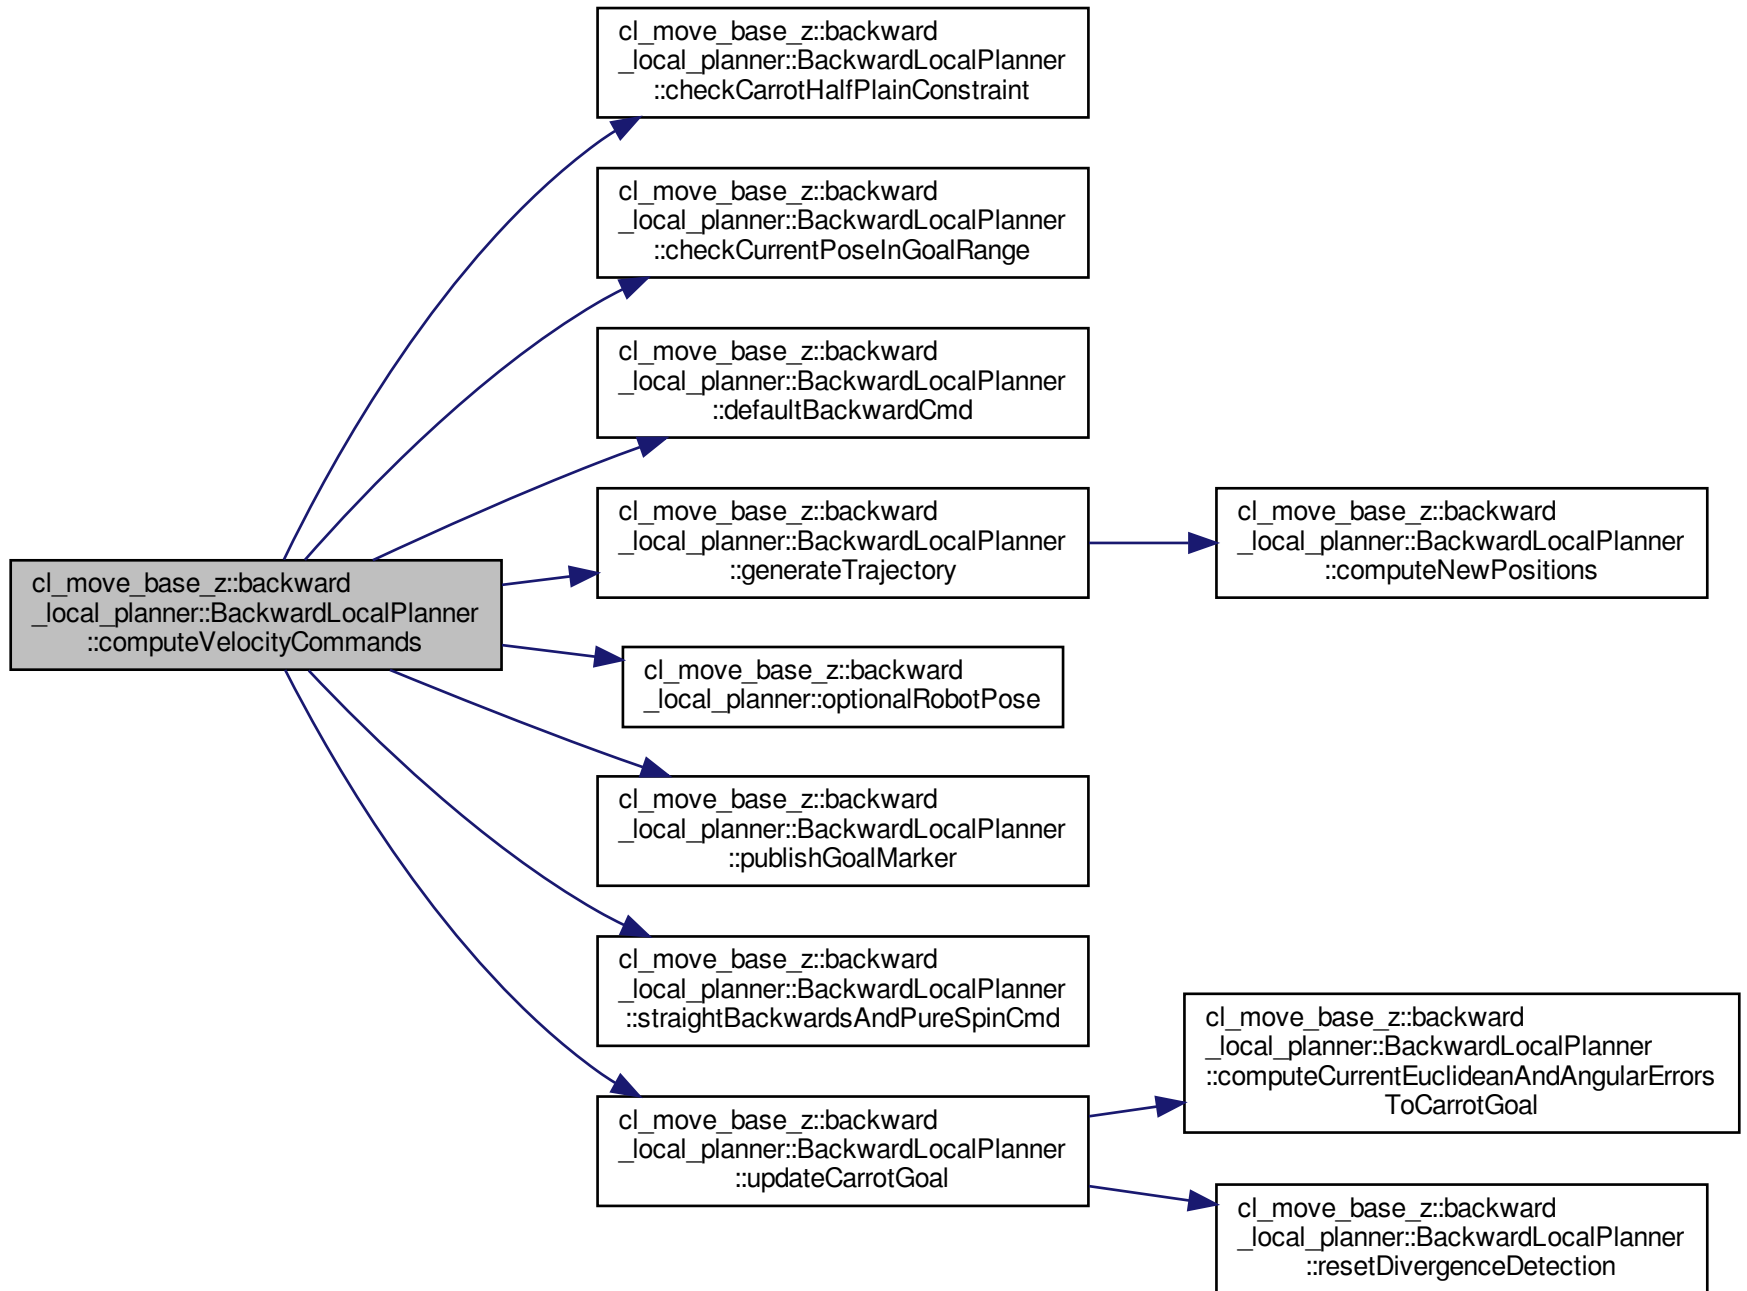 cl_move_base_z::backward
_local_planner::BackwardLocalPlanner
::checkCarrotHalfPlainConstraint
cl_move_base_z::backward
_local_planner::BackwardLocalPlanner
::checkCurrentPoseInGoalRange
cl_move_base_z::backward
_local_planner::BackwardLocalPlanner
::defaultBackwardCmd
cl_move_base_z::backward
_local_planner::BackwardLocalPlanner
::generateTrajectory
cl_move_base_z::backward
_local_planner::BackwardLocalPlanner
::computeNewPositions
cl_move_base_z::backward
_local_planner::BackwardLocalPlanner
::computeVelocityCommands
cl_move_base_z::backward
_local_planner::optionalRobotPose
cl_move_base_z::backward
_local_planner::BackwardLocalPlanner
::publishGoalMarker
cl_move_base_z::backward
_local_planner::BackwardLocalPlanner
::straightBackwardsAndPureSpinCmd
cl_move_base_z::backward
_local_planner::BackwardLocalPlanner
::computeCurrentEuclideanAndAngularErrors
ToCarrotGoal
cl_move_base_z::backward
_local_planner::BackwardLocalPlanner
::updateCarrotGoal
cl_move_base_z::backward
_local_planner::BackwardLocalPlanner
::resetDivergenceDetection